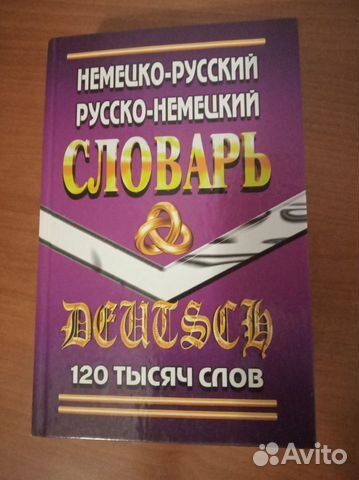 НЕМЕЦКО-РУССКИЙ
РУССКО-НЕМЕЦКИЙ
СЛОВАРЬ
DEUTSCH
120 ТЫСЯЧ СЛОВ
Avito